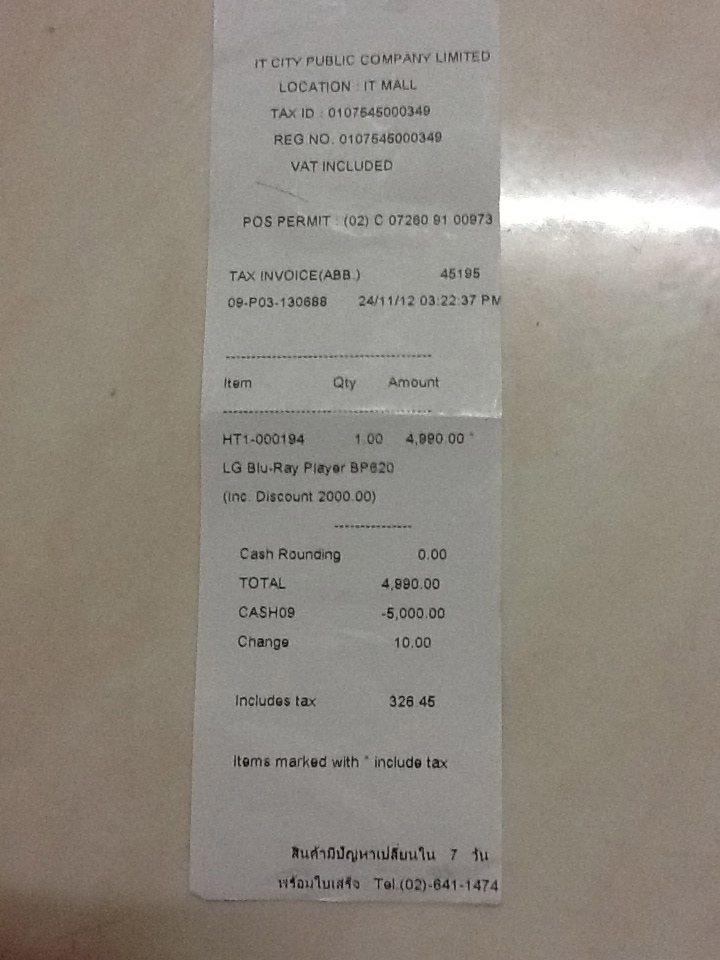 IT CITY PUBLIC COMPANY LIMITED
LOCATION : IT MALL
TAX ID : 0107545000349
REG NO. 0107545000349
VAT INCLUDED
POS PERMIT : (02) C 07260 91 00973
TAX INVOICE(ABB.) 45195
09-P03-130688 24/11/12 03:22:37 PM
Item Qty Amount
HT1-000194 1.00 4,990.00 *
LG Blu-Ray Player BP620
(Inc. Discount 2000.00)
Cash Rounding 0.00
TOTAL 4,990.00
CASH09 -5,000.00
Change 10.00
Includes tax 326.45
Items marked with * include tax
สินค้ามีปัญหาเปลี่ยนใน 7 วัน
พร้อมใบเสร็จ Tel.(02)-641-1474